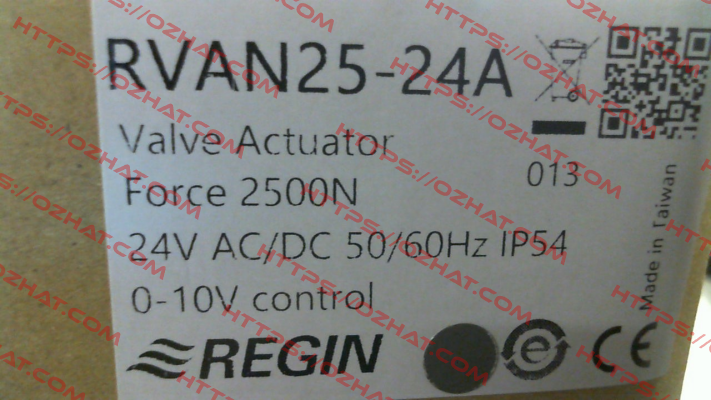 RVAN25-24A
Valve Actuator
013
Force 2500N
24V AC/DC 50/60Hz IP54
0-10V control
Made in Taiwan
REGIN
e
CE
HTTPS://OZHAT.COM